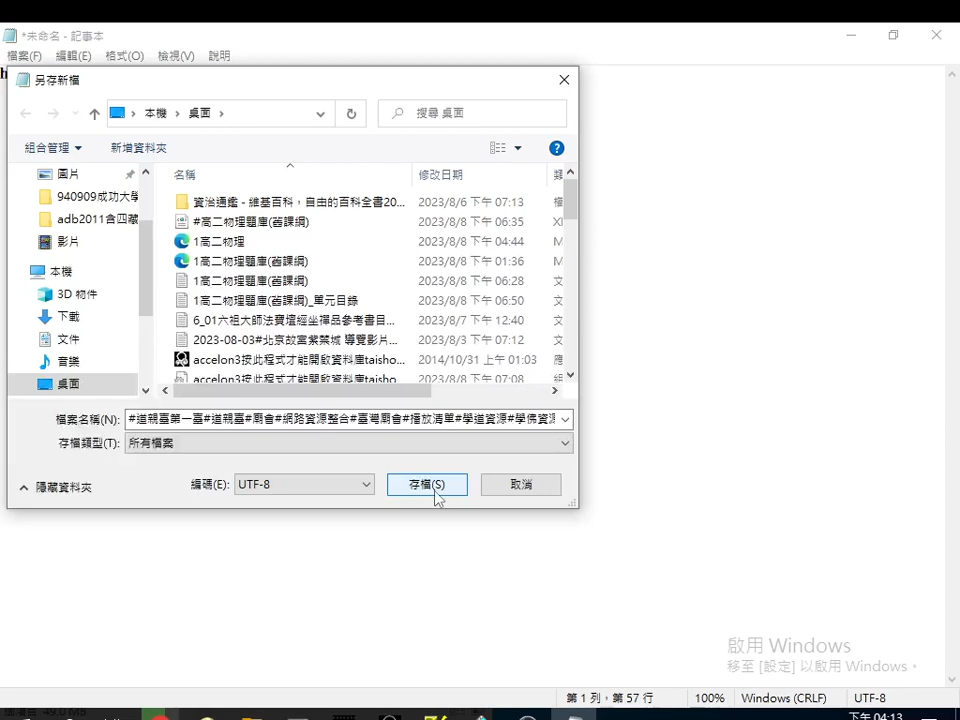 *未命名 - 記事本
檔案(F) 編輯(E) 格式(O) 檢視(V) 說明
另存新檔
本機 桌面 搜尋 桌面
組合管理 新增資料夾
名稱 修改日期
圖片
940909成功大學
adb2011含四藏
影片
本機
3D 物件
下載
文件
音樂
桌面
資治通鑑 - 維基百科，自由的百科全書20... 2023/8/6 下午 07:13
#高二物理題庫(舊課綱) 2023/8/8 下午 06:35
1高二物理 2023/8/8 下午 04:44
1高二物理題庫(舊課綱) 2023/8/8 下午 01:36
1高二物理題庫(舊課綱) 2023/8/8 下午 06:28
1高二物理題庫(舊課綱)_單元目錄 2023/8/8 下午 06:50
6_01六祖大師法寶壇經坐禪品參考書目... 2023/8/7 下午 12:40
2023-08-03#北京故宮紫禁城 導覽影片... 2023/8/3 下午 07:12
accelon3按此程式才能開啟資料庫taisho... 2014/10/31 上午 01:03
accelon3按此程式才能開啟資料庫taisho 2023/8/5 下午 07:08
檔案名稱(N): #道親臺第一臺#道親臺#廟會#網路資源整合#臺灣廟會#播放清單#學道資源#學佛資源
存檔類型(T): 所有檔案
隱藏資料夾 編碼(E): UTF-8 存檔(S) 取消
啟用 Windows
移至 [設定] 以啟用 Windows。
第 1 列，第 57 行 100% Windows (CRLF) UTF-8
下午 04:13